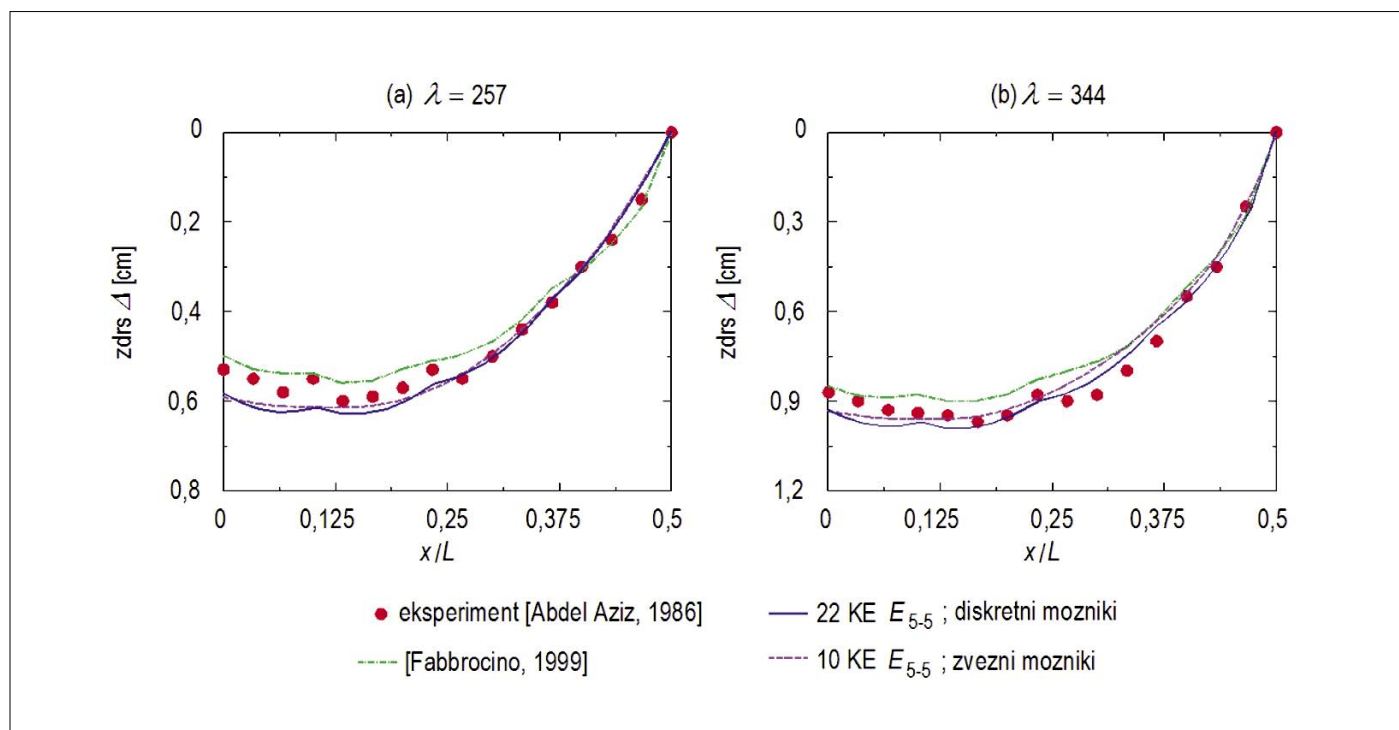 (a) λ = 257
0
0,2
0,4
0,6
0,8
zdrs Δ [cm]
0 0,125 0,25 0,375 0,5
x/L
(b) λ = 344
0
0,3
0,6
0,9
1,2
zdrs Δ [cm]
0 0,125 0,25 0,375 0,5
x/L
eksperiment [Abdel Aziz, 1986]
[Fabbrocino, 1999]
22 KE E5-5 ; diskretni mozniki
10 KE E5-5 ; zvezni mozniki